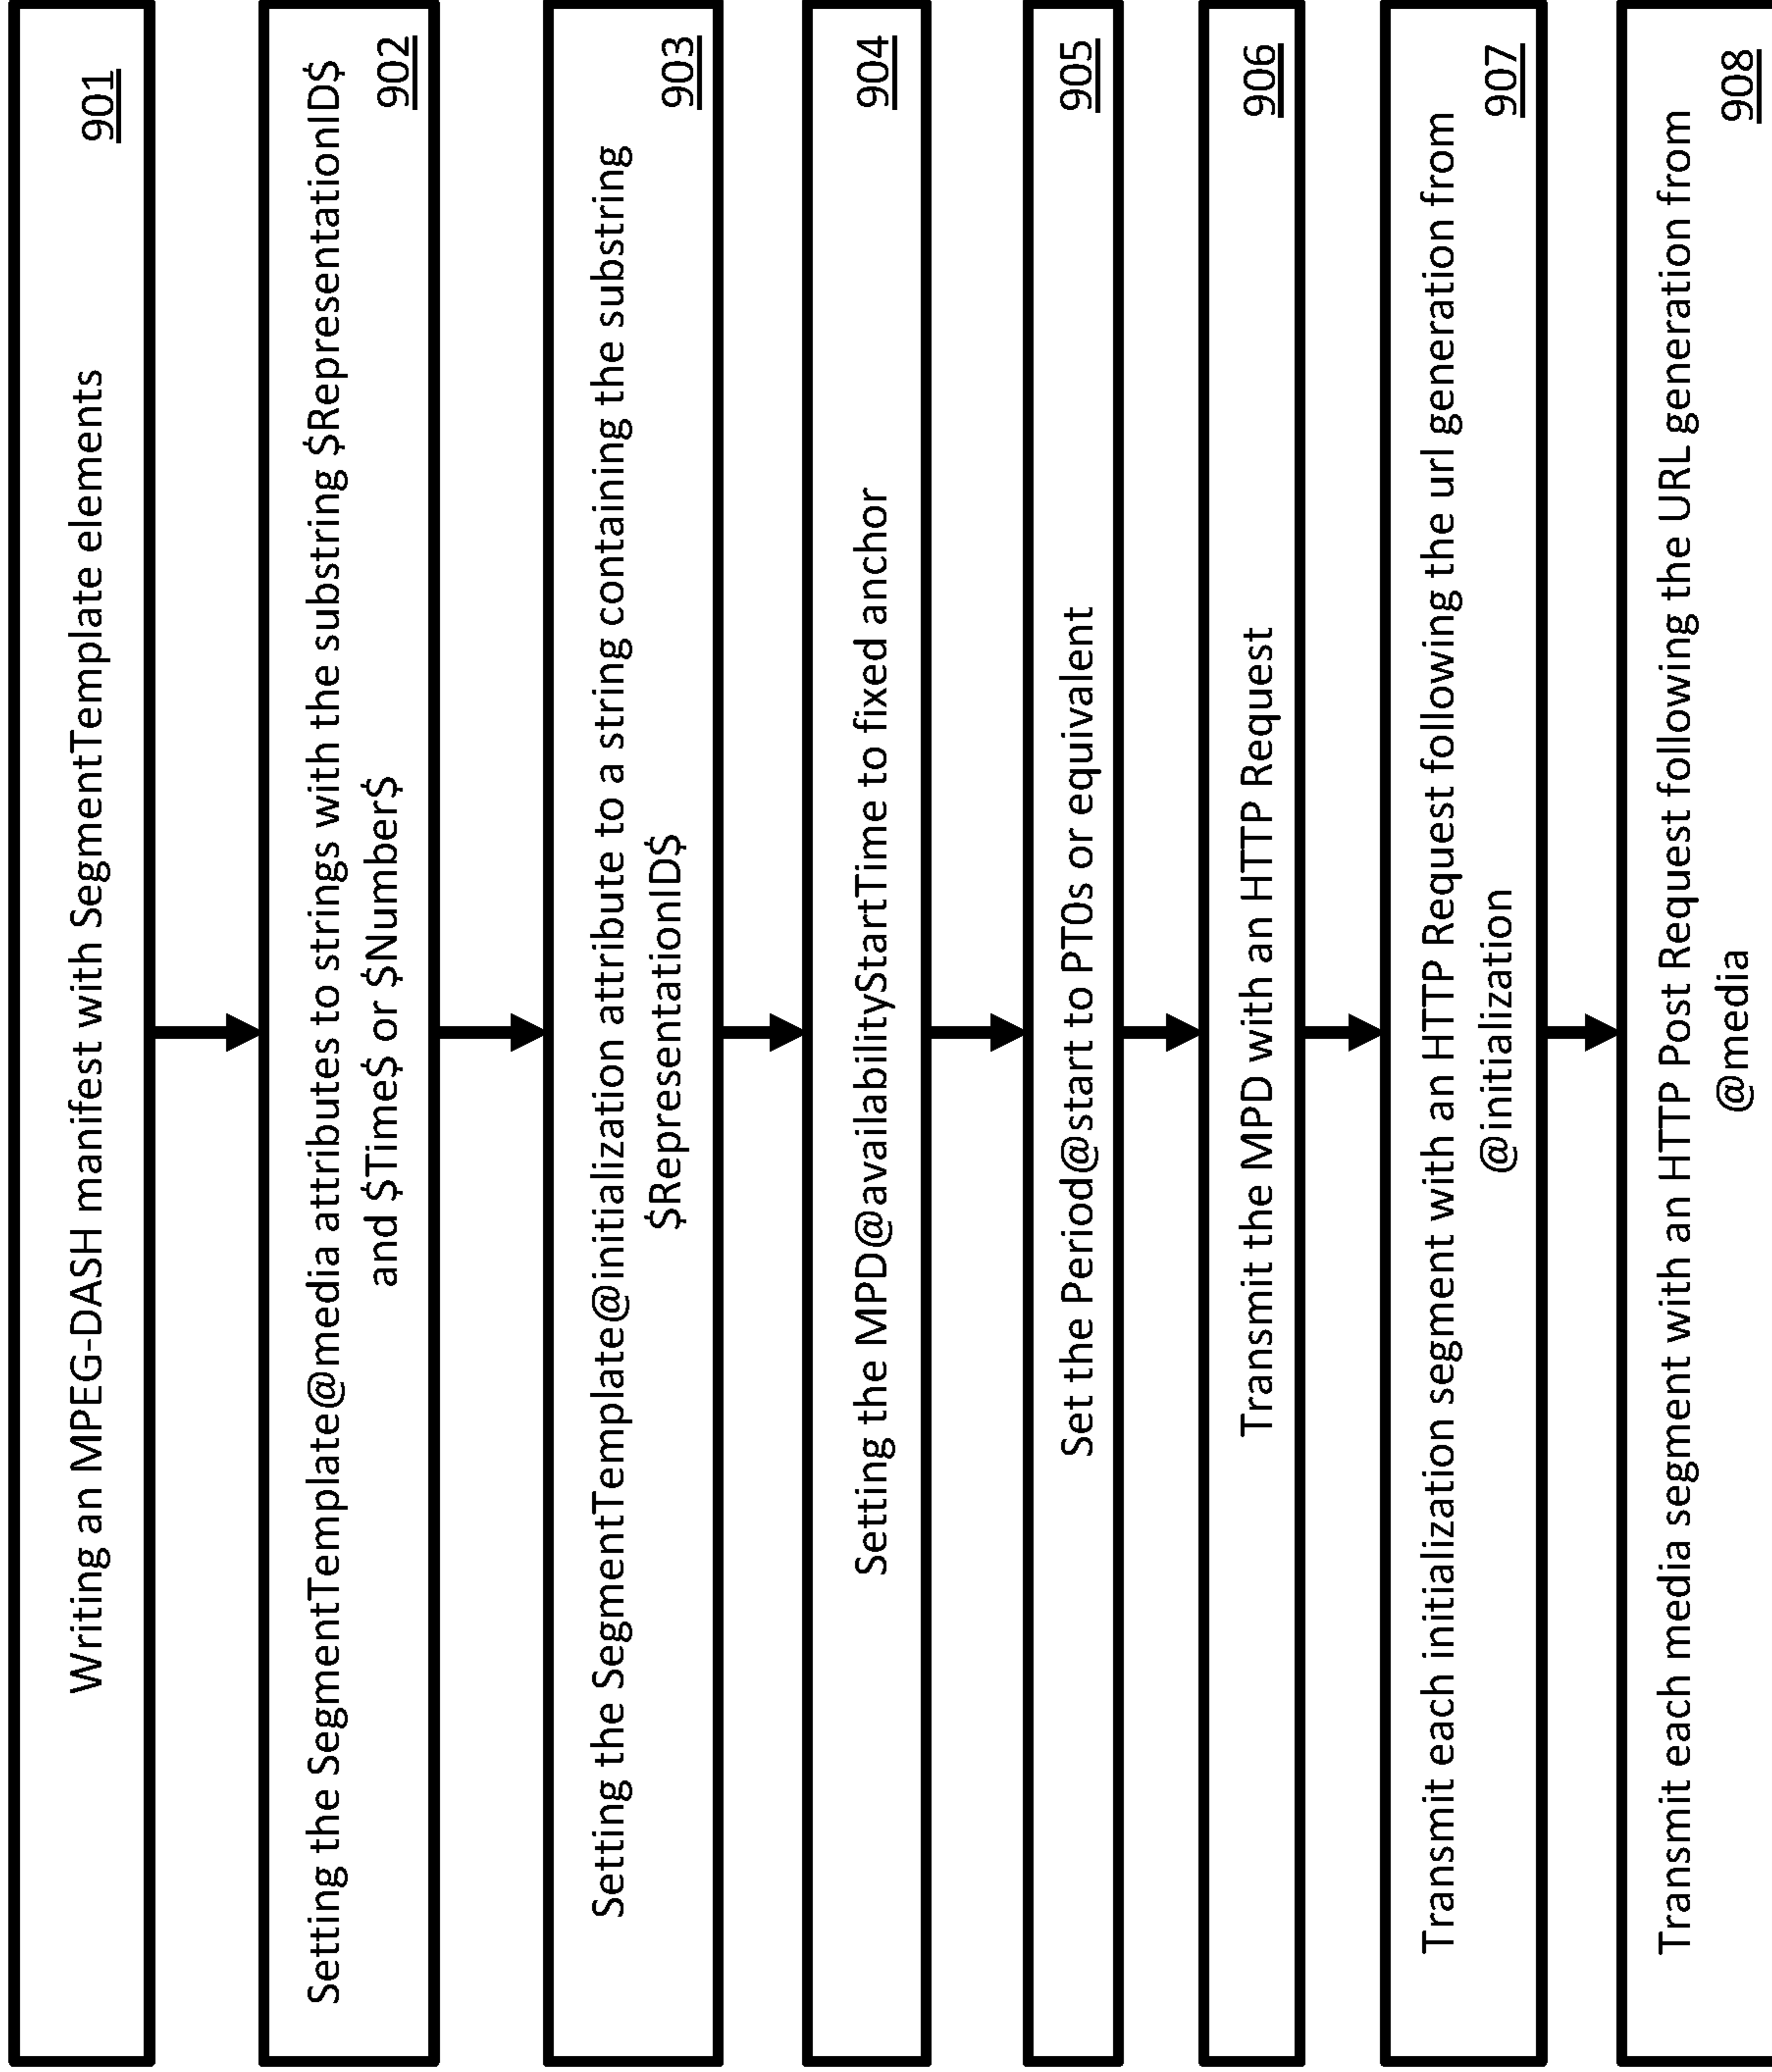 Writing an MPEG-DASH manifest with SegmentTemplate elements
901
Setting the SegmentTemplate@media attributes to strings with the substring $RepresentationID$
and $Time$ or $Number$
902
Setting the SegmentTemplate@initialization attribute to a string containing the substring
$RepresentationID$
903
Setting the MPD@availabilityStartTime to fixed anchor
904
Set the Period@start to PT0s or equivalent
905
Transmit the MPD with an HTTP Request
906
Transmit each initialization segment with an HTTP Request following the url generation from
@initialization
907
Transmit each media segment with an HTTP Post Request following the URL generation from
@media
908